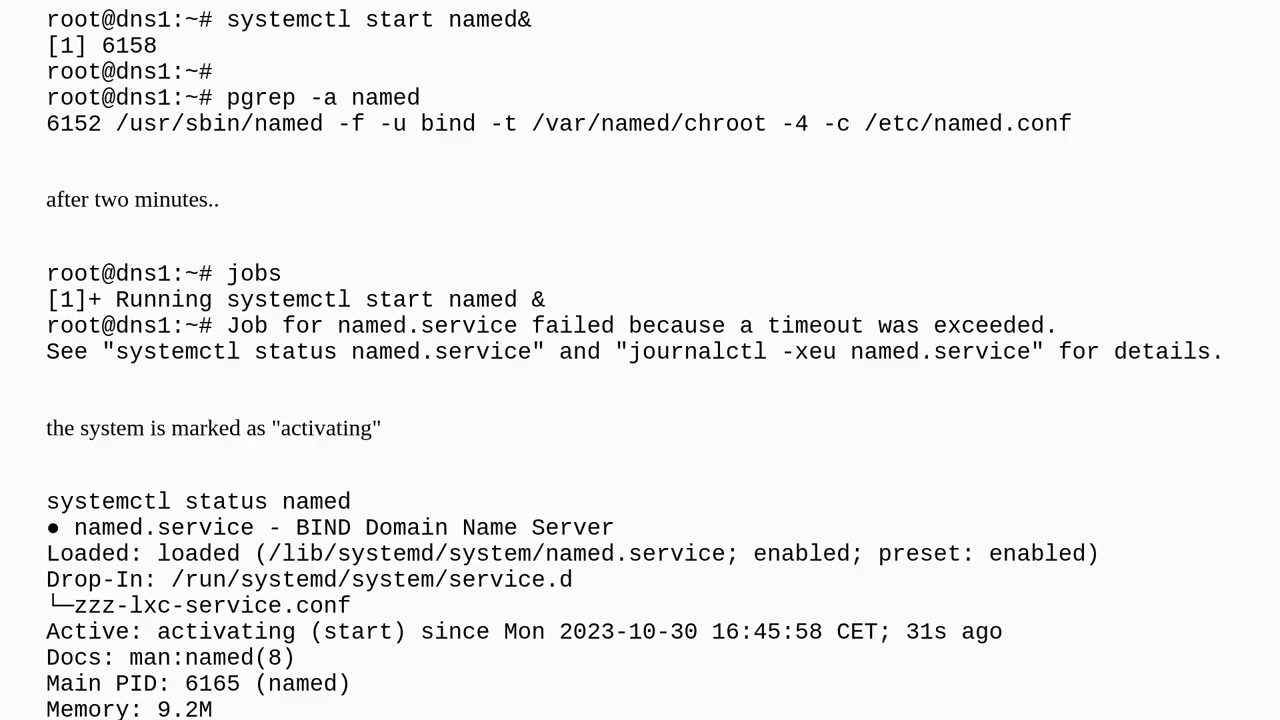 root@dns1:~# systemctl start named&
[1] 6158
root@dns1:~#
root@dns1:~# pgrep -a named
6152 /usr/sbin/named -f -u bind -t /var/named/chroot -4 -c /etc/named.conf
after two minutes..
root@dns1:~# jobs
[1]+ Running systemctl start named &
root@dns1:~# Job for named.service failed because a timeout was exceeded.
See "systemctl status named.service" and "journalctl -xeu named.service" for details.
the system is marked as "activating"
systemctl status named
● named.service - BIND Domain Name Server
Loaded: loaded (/lib/systemd/system/named.service; enabled; preset: enabled)
Drop-In: /run/systemd/system/service.d
└─zzz-lxc-service.conf
Active: activating (start) since Mon 2023-10-30 16:45:58 CET; 31s ago
Docs: man:named(8)
Main PID: 6165 (named)
Memory: 9.2M